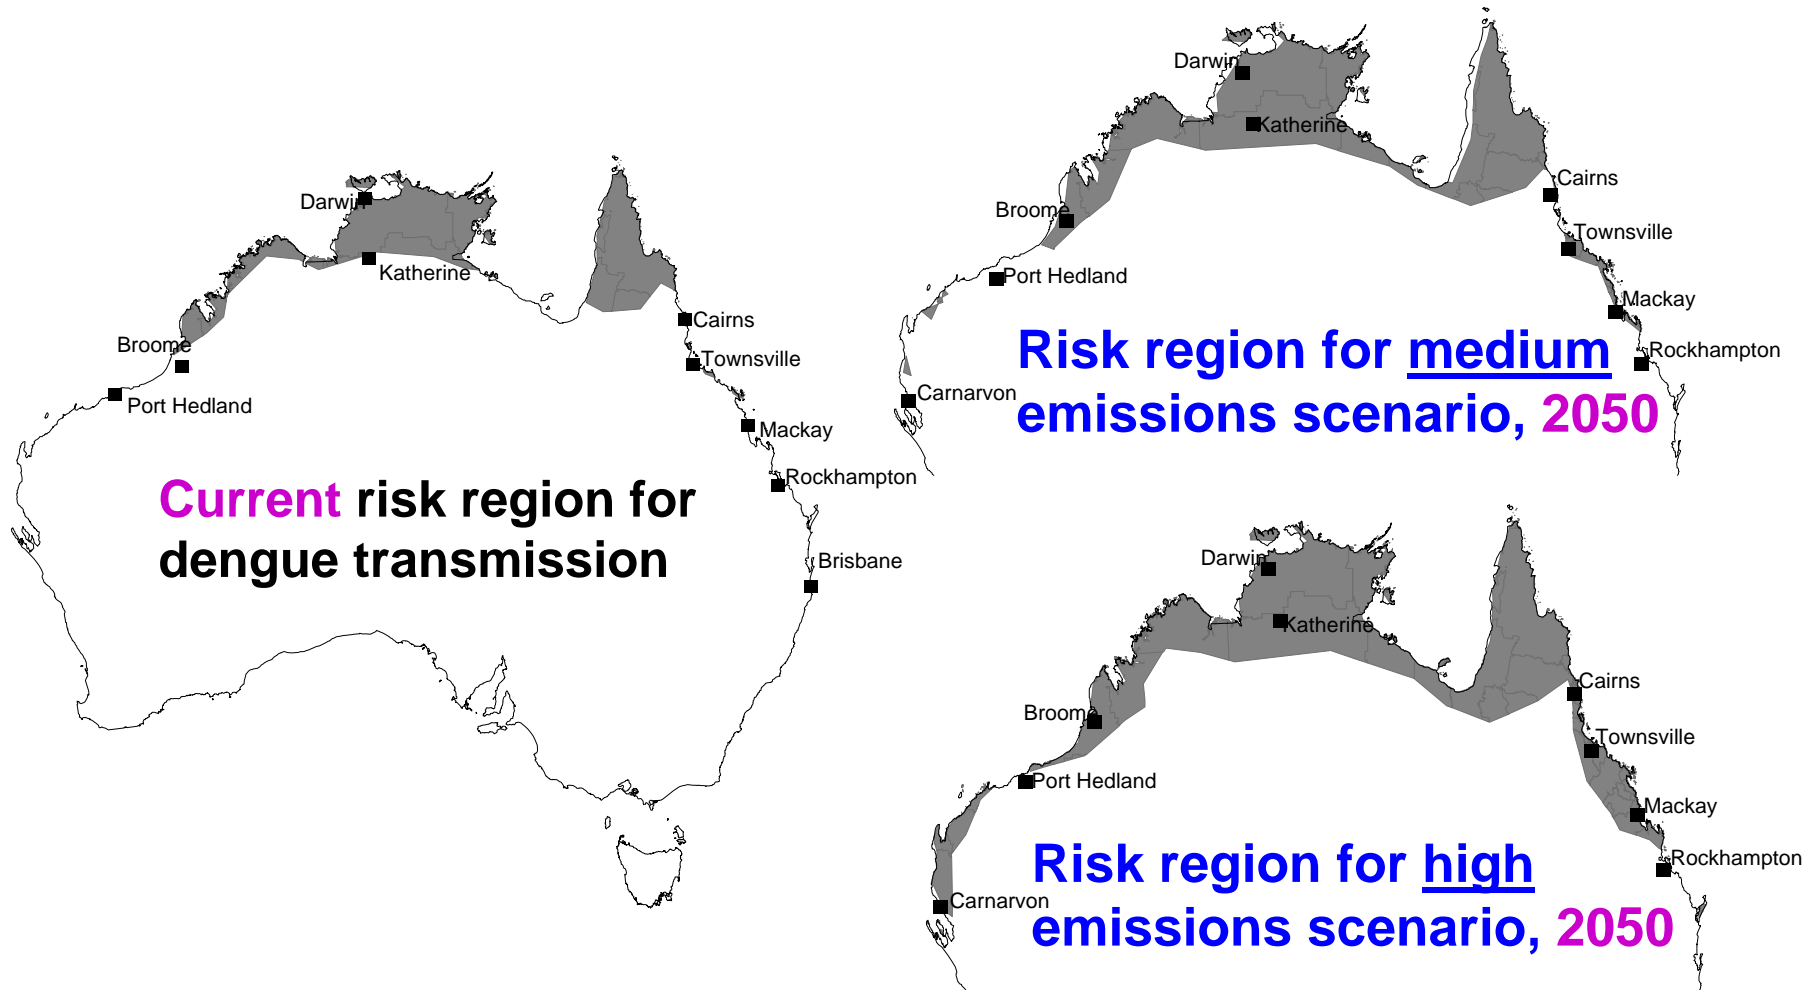 Darwin
Katherine
Broome
Port Hedland
Cairns
Townsville
Mackay
Rockhampton
Brisbane
Current risk region for
dengue transmission
Darwin
Katherine
Broome
Port Hedland
Carnarvon
Cairns
Townsville
Mackay
Rockhampton
Risk region for medium
emissions scenario, 2050
Darwin
Katherine
Broome
Port Hedland
Carnarvon
Cairns
Townsville
Mackay
Rockhampton
Risk region for high
emissions scenario, 2050